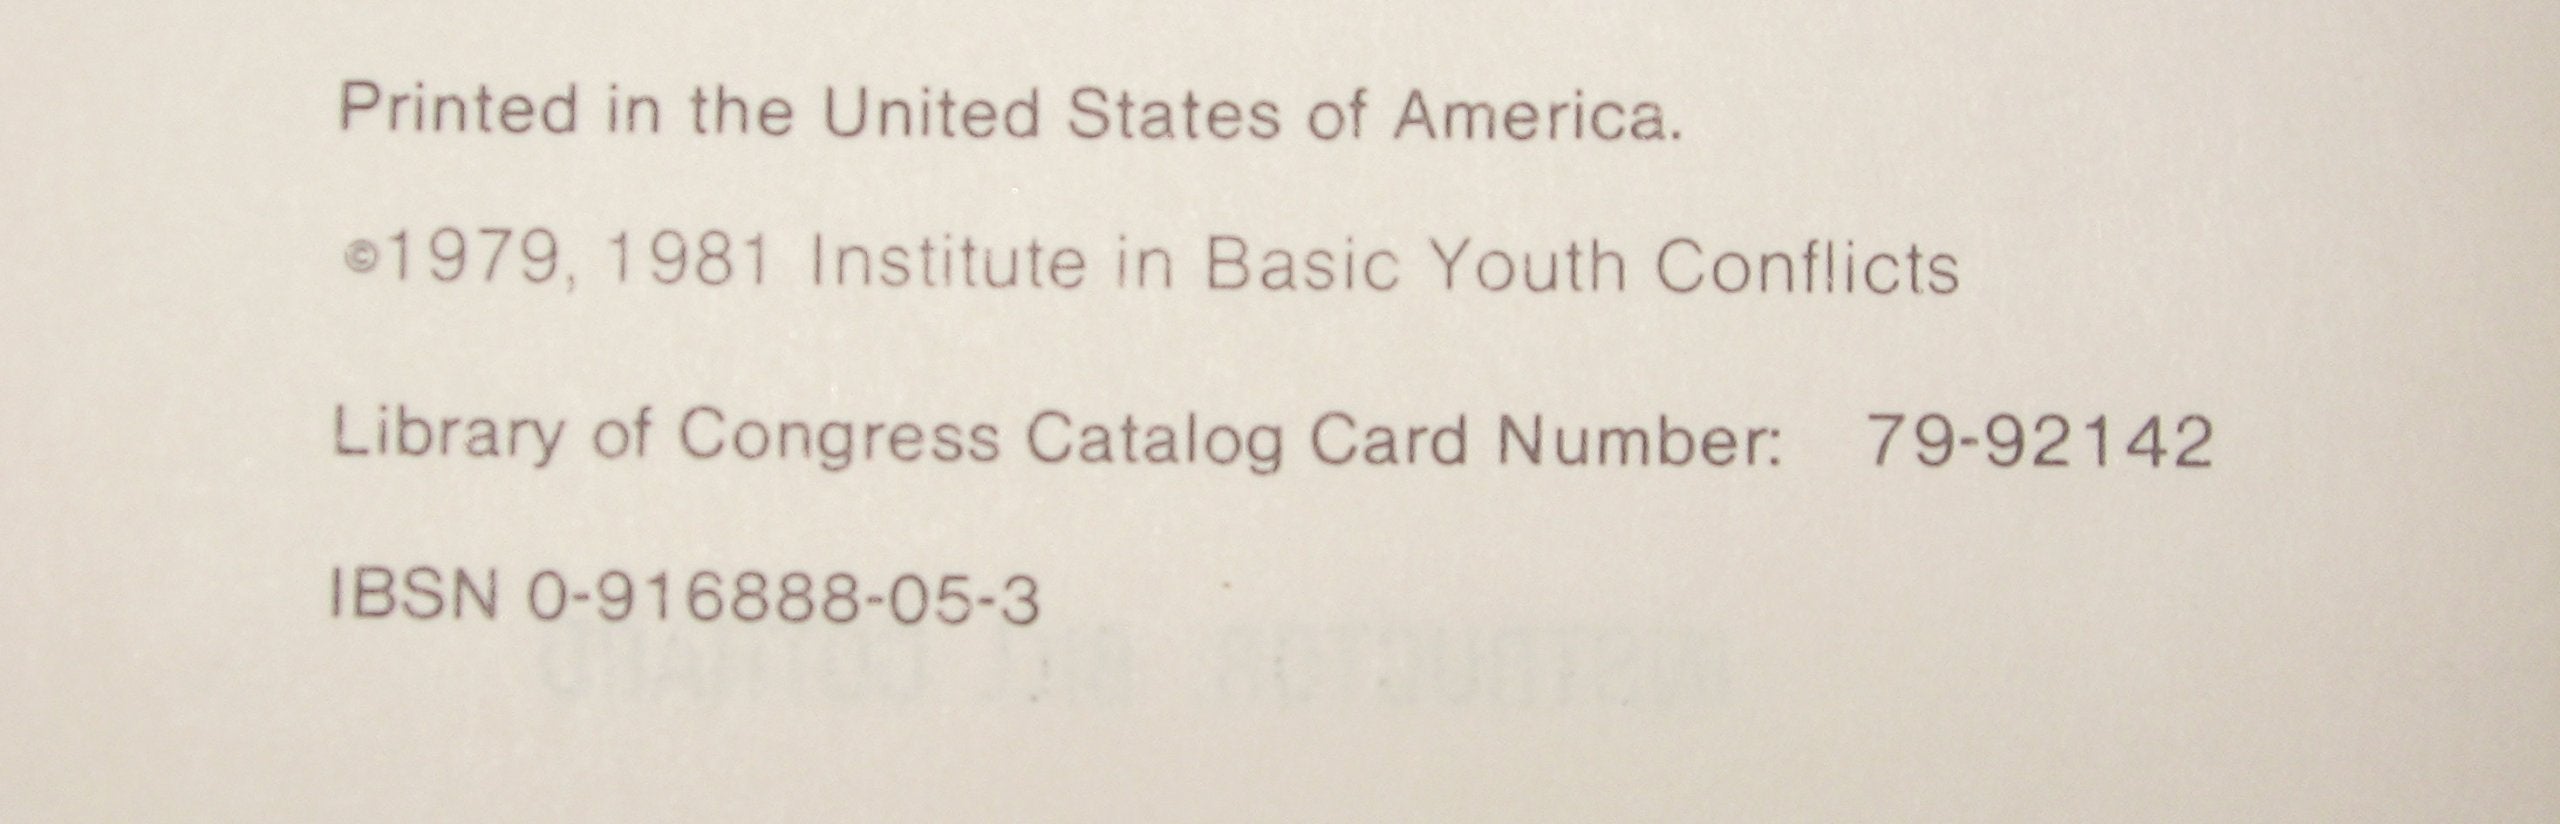 Printed in the United States of America.
©1979, 1981 Institute in Basic Youth Conflicts
Library of Congress Catalog Card Number: 79-92142
IBSN 0-916888-05-3